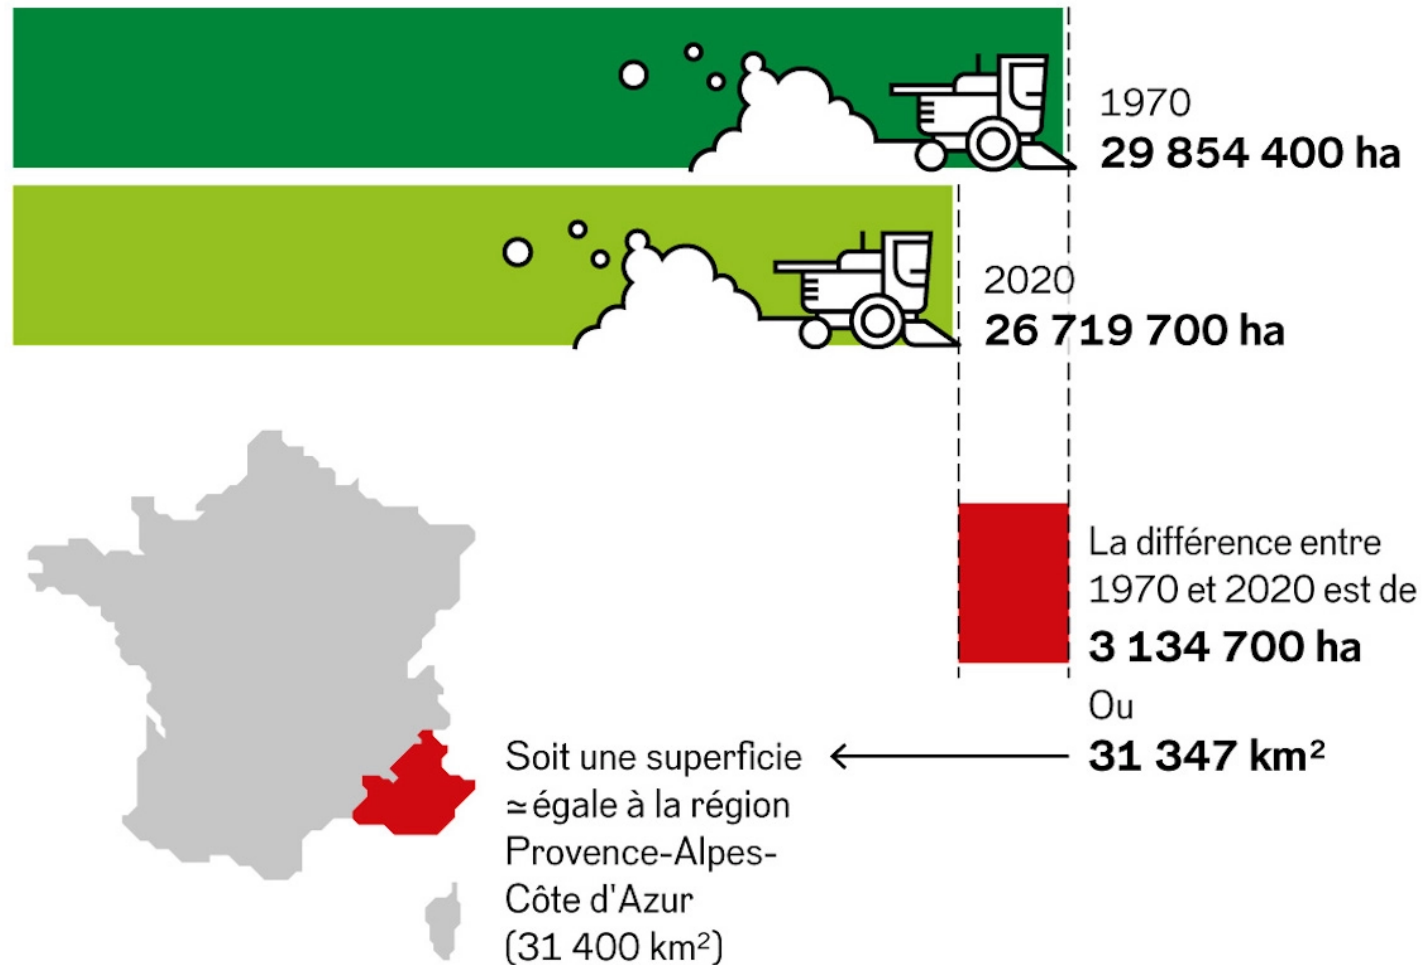 1970
29 854 400 ha
2020
26 719 700 ha
La différence entre
1970 et 2020 est de
3 134 700 ha
Ou
31 347 km²
Soit une superficie
≃ égale à la région
Provence-Alpes-
Côte d'Azur
(31 400 km²)